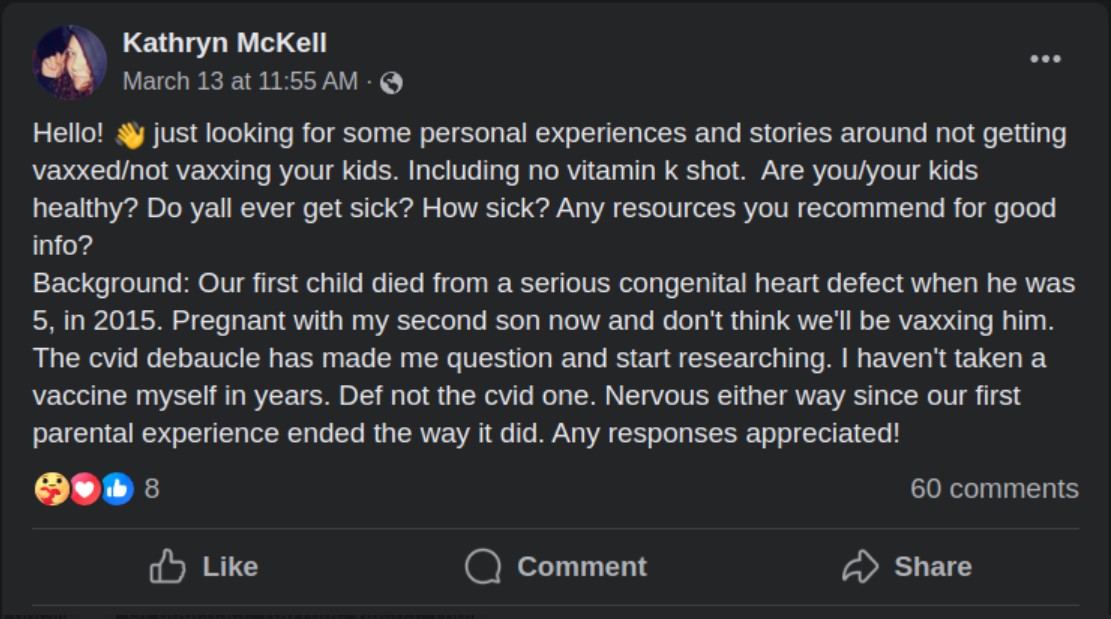 Kathryn McKell
March 13 at 11:55 AM ·
Hello! 👋 just looking for some personal experiences and stories around not getting
vaxxed/not vaxxing your kids. Including no vitamin k shot.  Are you/your kids
healthy? Do yall ever get sick? How sick? Any resources you recommend for good
info?
Background: Our first child died from a serious congenital heart defect when he was
5, in 2015. Pregnant with my second son now and don't think we'll be vaxxing him.
The cvid debaucle has made me question and start researching. I haven't taken a
vaccine myself in years. Def not the cvid one. Nervous either way since our first
parental experience ended the way it did. Any responses appreciated!
8 60 comments
Like Comment Share